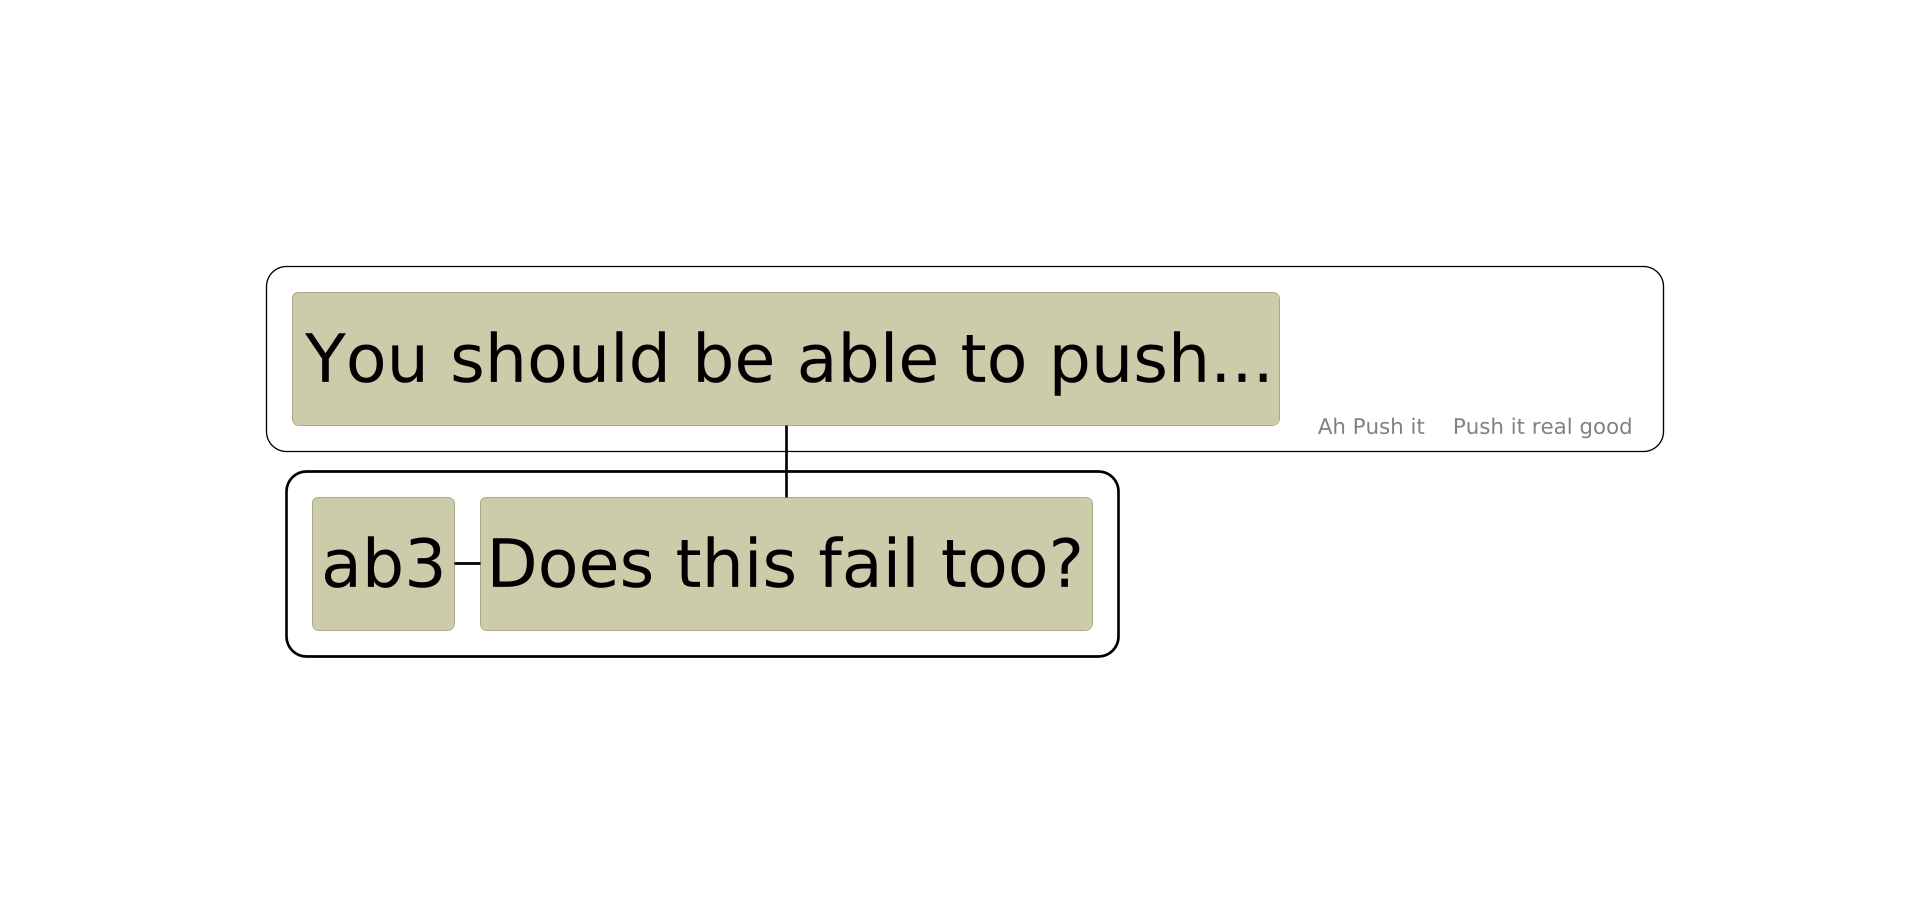 You should be able to push...
Ah Push it Push it real good
ab3 Does this fail too?